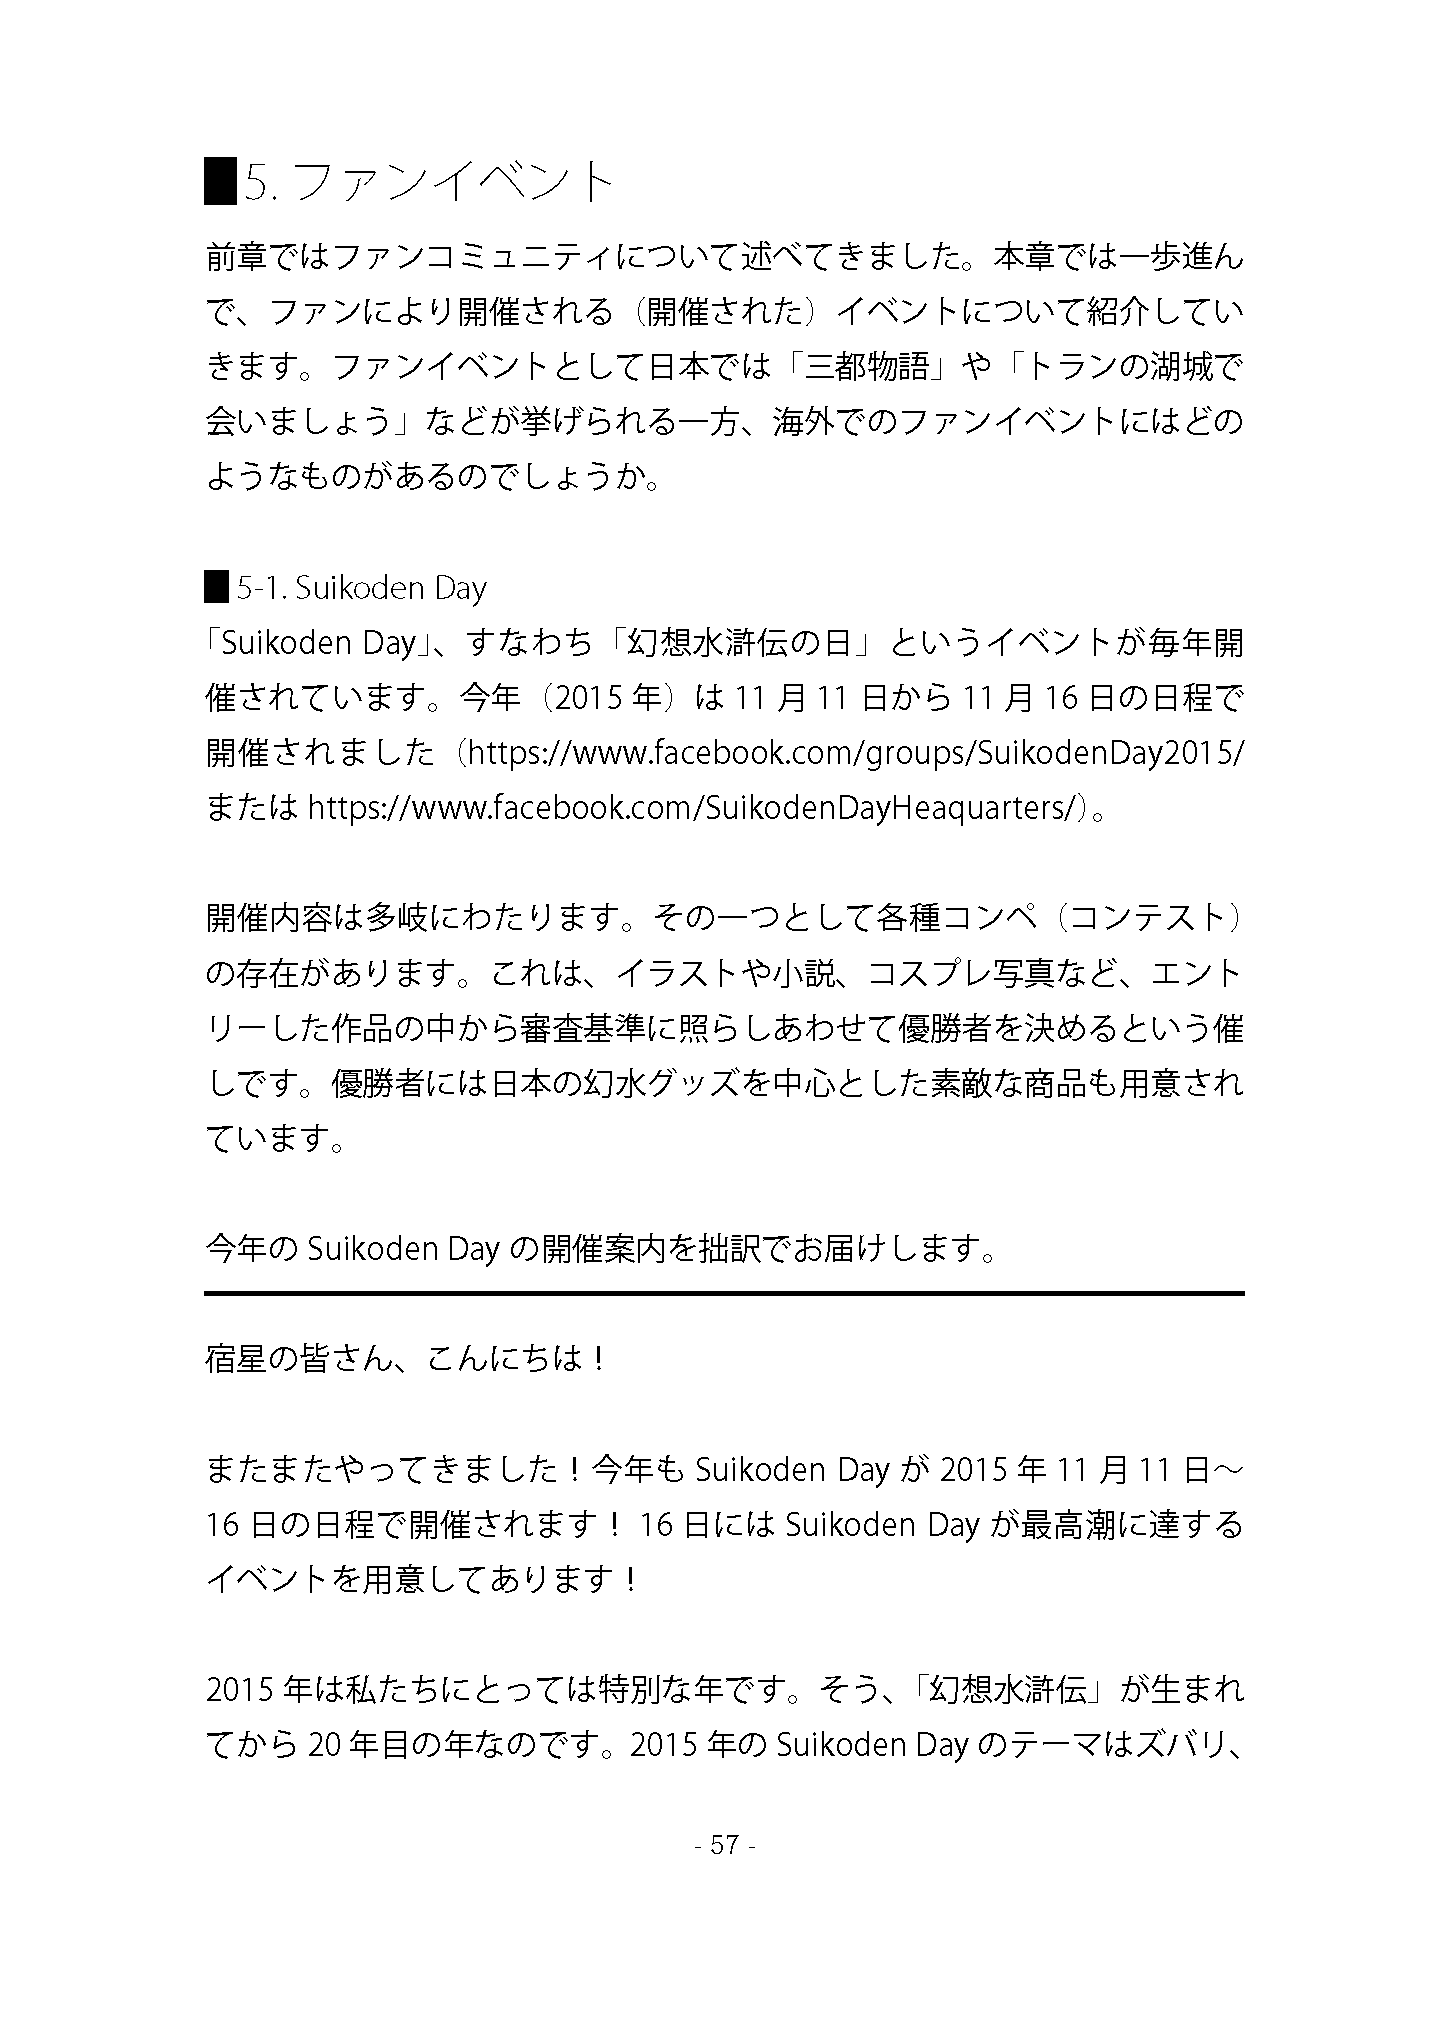 ■5. ファンイベント
前章ではファンコミュニティについて述べてきました。本章では一歩進ん
で、ファンにより開催される（開催された）イベントについて紹介してい
きます。ファンイベントとして日本では「三都物語」や「トランの湖城で
会いましょう」などが挙げられる一方、海外でのファンイベントにはどの
ようなものがあるのでしょうか。
■5-1. Suikoden Day
「Suikoden Day」、すなわち「幻想水滸伝の日」というイベントが毎年開
催されています。今年（2015 年）は 11 月 11 日から 11 月 16 日の日程で
開催されました（https://www.facebook.com/groups/SuikodenDay2015/
または https://www.facebook.com/SuikodenDayHeaquarters/）。
開催内容は多岐にわたります。その一つとして各種コンペ（コンテスト）
の存在があります。これは、イラストや小説、コスプレ写真など、エント
リーした作品の中から審査基準に照らしあわせて優勝者を決めるという催
しです。優勝者には日本の幻水グッズを中心とした素敵な商品も用意され
ています。
今年の Suikoden Day の開催案内を拙訳でお届けします。
宿星の皆さん、こんにちは！
またまたやってきました！今年も Suikoden Day が 2015 年 11 月 11 日〜
16 日の日程で開催されます！ 16 日には Suikoden Day が最高潮に達する
イベントを用意してあります！
2015 年は私たちにとっては特別な年です。そう、「幻想水滸伝」が生まれ
てから 20 年目の年なのです。2015 年の Suikoden Day のテーマはズバリ、
- 57 -